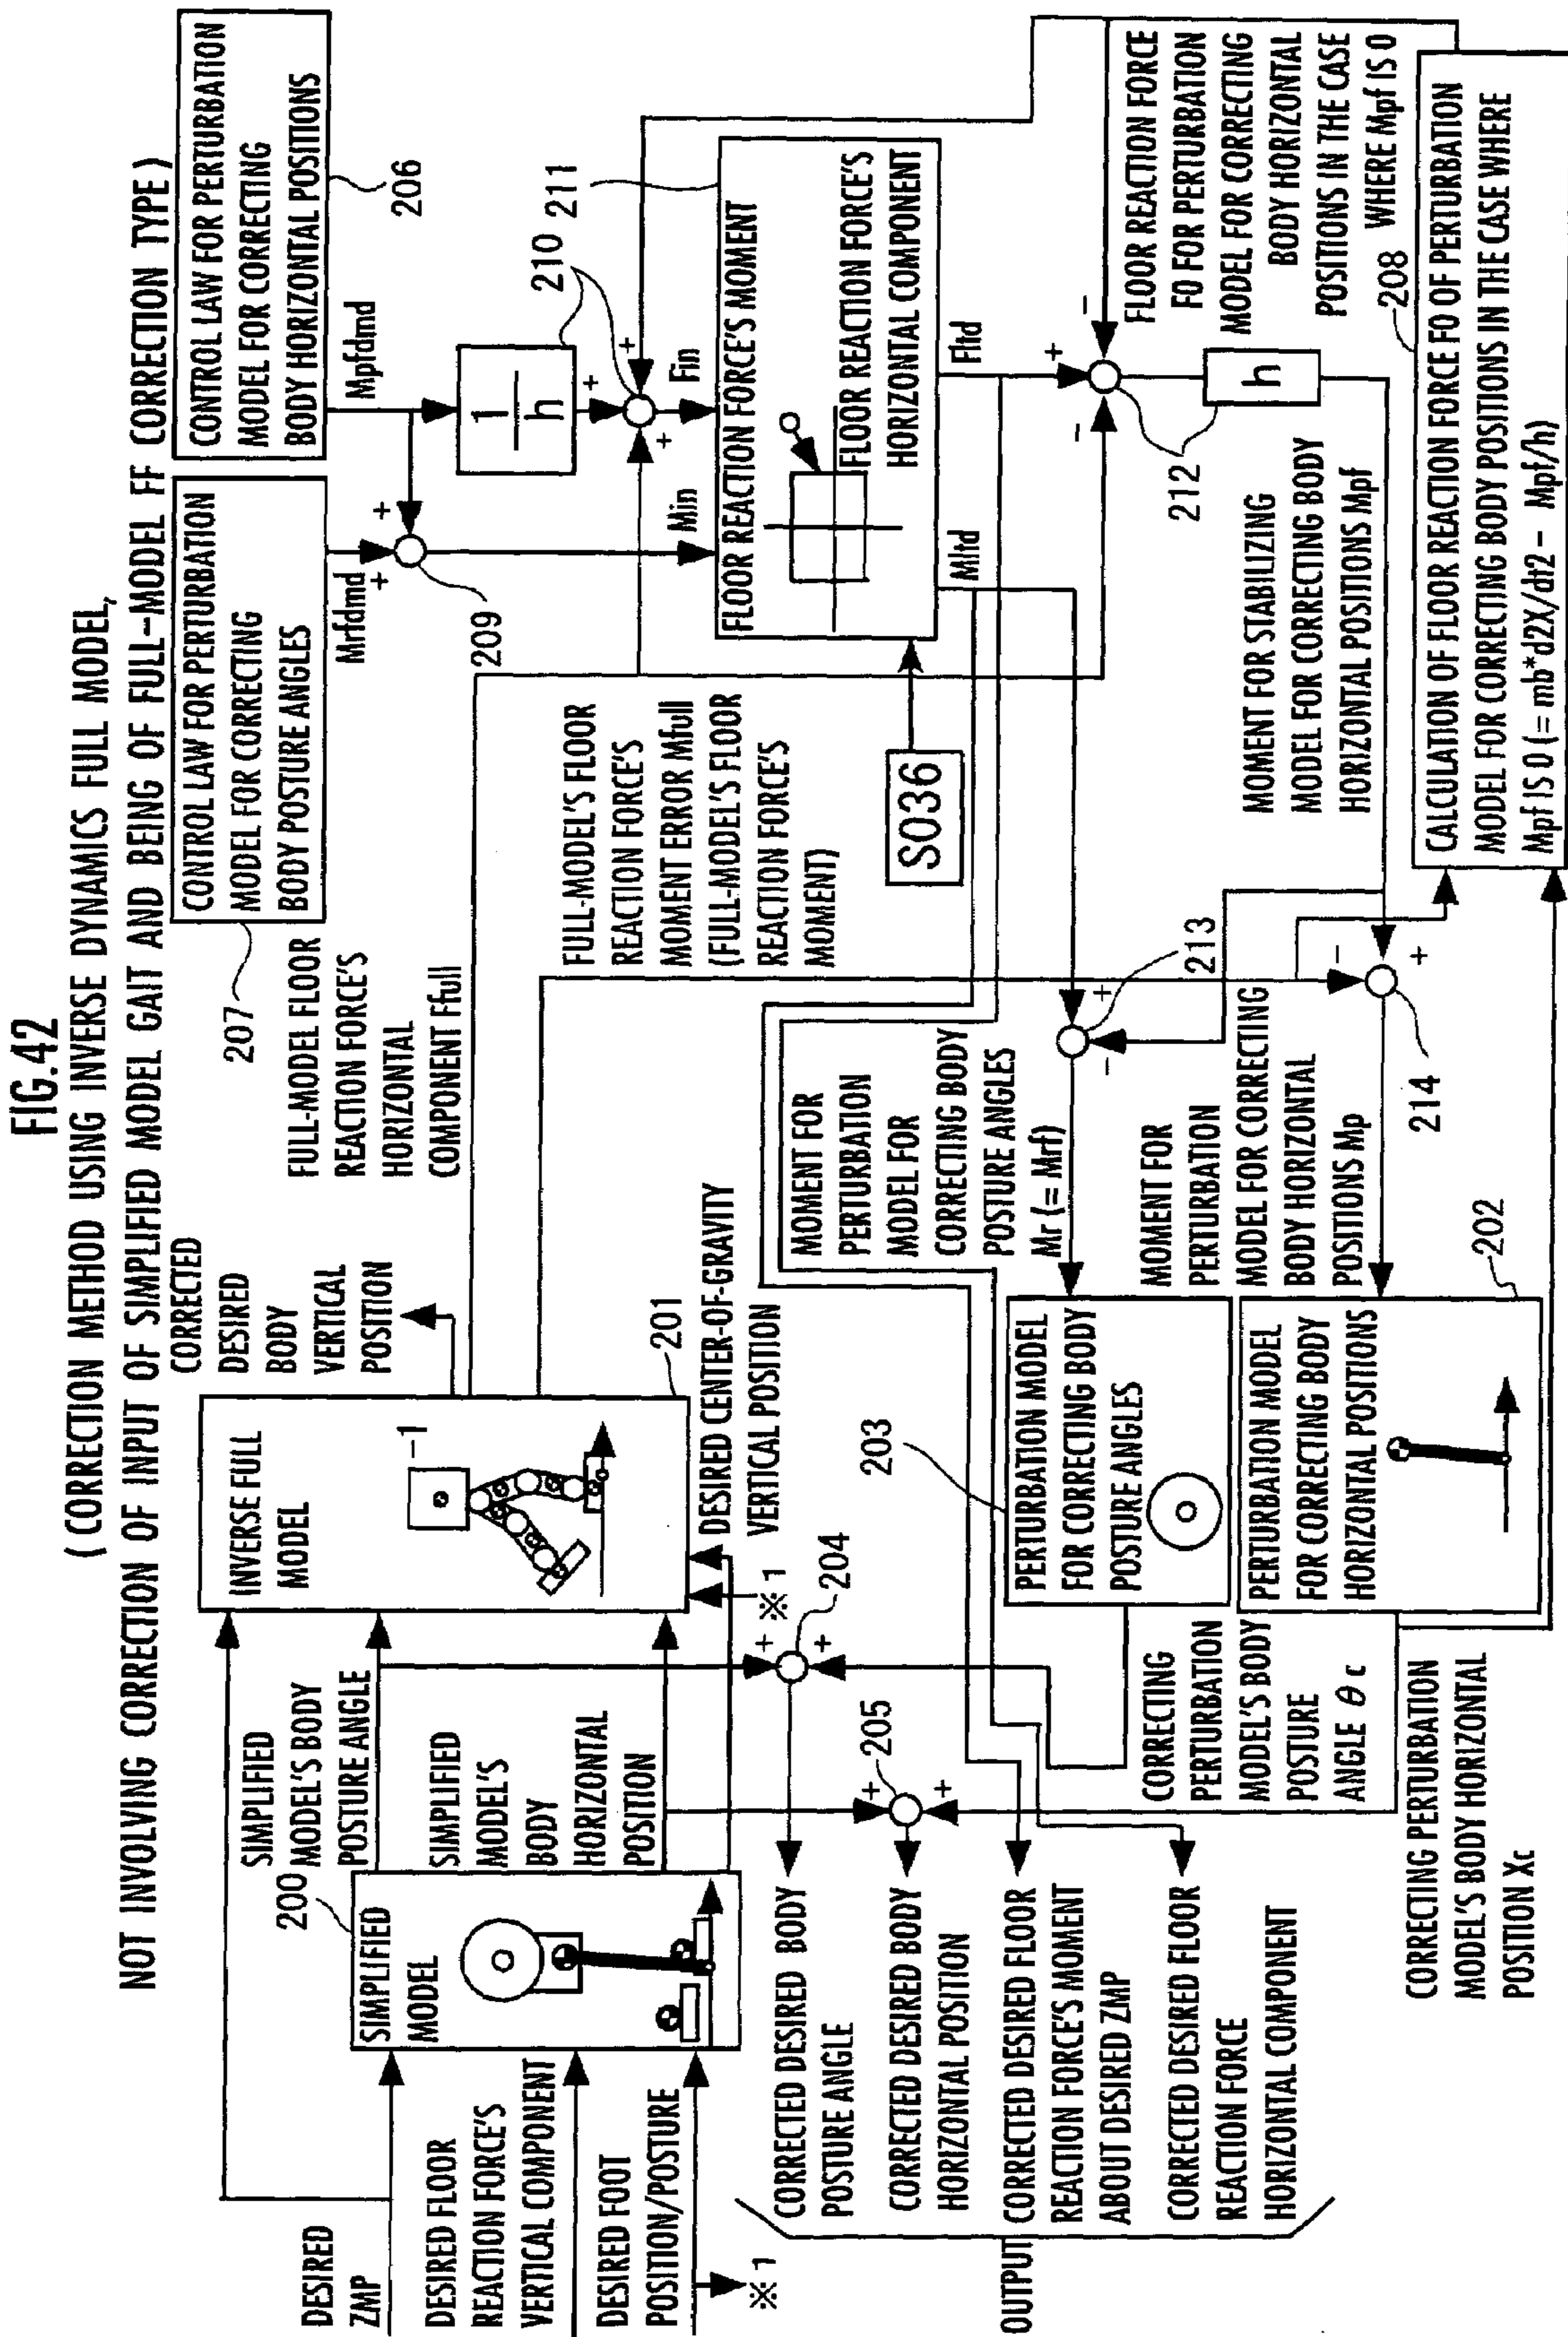 FIG.42
( CORRECTION METHOD USING INVERSE DYNAMICS FULL MODEL,
NOT INVOLVING CORRECTION OF INPUT OF SIMPLIFIED MODEL GAIT AND BEING OF FULL-MODEL FF CORRECTION TYPE )
DESIRED
ZMP
DESIRED FLOOR
REACTION FORCE'S
VERTICAL COMPONENT
DESIRED FOOT
POSITION/POSTURE
※1
200
SIMPLIFIED
MODEL
SIMPLIFIED
MODEL'S BODY
POSTURE ANGLE
SIMPLIFIED
MODEL'S
BODY
HORIZONTAL
POSITION
INVERSE FULL
MODEL
-1
201
※1
DESIRED CENTER-OF-GRAVITY
VERTICAL POSITION
CORRECTED
DESIRED
BODY
VERTICAL
POSITION
FULL-MODEL FLOOR
REACTION FORCE'S
HORIZONTAL
COMPONENT Ffull
207
CONTROL LAW FOR PERTURBATION
MODEL FOR CORRECTING
BODY POSTURE ANGLES
CONTROL LAW FOR PERTURBATION
MODEL FOR CORRECTING
BODY HORIZONTAL POSITIONS
206
Mrfdmd
Mpfdmd
+
+
209
1
h
210
+
+
+
Min
Fin
FULL-MODEL'S FLOOR
REACTION FORCE'S
MOMENT ERROR Mfull
(FULL-MODEL'S FLOOR
REACTION FORCE'S
MOMENT)
211
FLOOR REACTION FORCE'S MOMENT
FLOOR REACTION FORCE'S
HORIZONTAL COMPONENT
S036
Mltd
Fltd
+
-
-
212
h
FLOOR REACTION FORCE
F0 FOR PERTURBATION
MODEL FOR CORRECTING
BODY HORIZONTAL
POSITIONS IN THE CASE
WHERE Mpf IS 0
MOMENT FOR STABILIZING
MODEL FOR CORRECTING BODY
HORIZONTAL POSITIONS Mpf
208
CALCULATION OF FLOOR REACTION FORCE F0 OF PERTURBATION
MODEL FOR CORRECTING BODY POSITIONS IN THE CASE WHERE
Mpf IS 0 (= mb*d2X/dt2 - Mpf/h)
213
+
-
214
-
+
MOMENT FOR
PERTURBATION
MODEL FOR
CORRECTING BODY
POSTURE ANGLES
Mr (= Mrf)
MOMENT FOR
PERTURBATION
MODEL FOR CORRECTING
BODY HORIZONTAL
POSITIONS Mp
203
PERTURBATION MODEL
FOR CORRECTING BODY
POSTURE ANGLES
202
PERTURBATION MODEL
FOR CORRECTING BODY
HORIZONTAL POSITIONS
204
+
+
205
+
+
CORRECTING
PERTURBATION
MODEL'S BODY
POSTURE
ANGLE θc
CORRECTING PERTURBATION
MODEL'S BODY HORIZONTAL
POSITION Xc
OUTPUT
CORRECTED DESIRED BODY
POSTURE ANGLE
CORRECTED DESIRED BODY
HORIZONTAL POSITION
CORRECTED DESIRED FLOOR
REACTION FORCE'S MOMENT
ABOUT DESIRED ZMP
CORRECTED DESIRED FLOOR
REACTION FORCE
HORIZONTAL COMPONENT